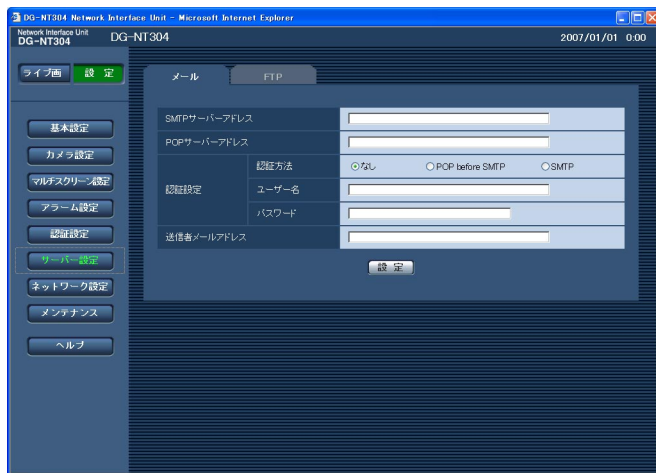 DG-NT304 Network Interface Unit - Microsoft Internet Explorer
Network Interface Unit
DG-NT304
DG-NT304
2007/01/01 0:00
ライブ画
設 定
メール
FTP
基本設定
カメラ設定
マルチスクリーン設定
アラーム設定
認証設定
サーバー設定
ネットワーク設定
メンテナンス
ヘルプ
SMTPサーバーアドレス
POPサーバーアドレス
認証設定
認証方法
なし
POP before SMTP
SMTP
ユーザー名
パスワード
送信者メールアドレス
設 定